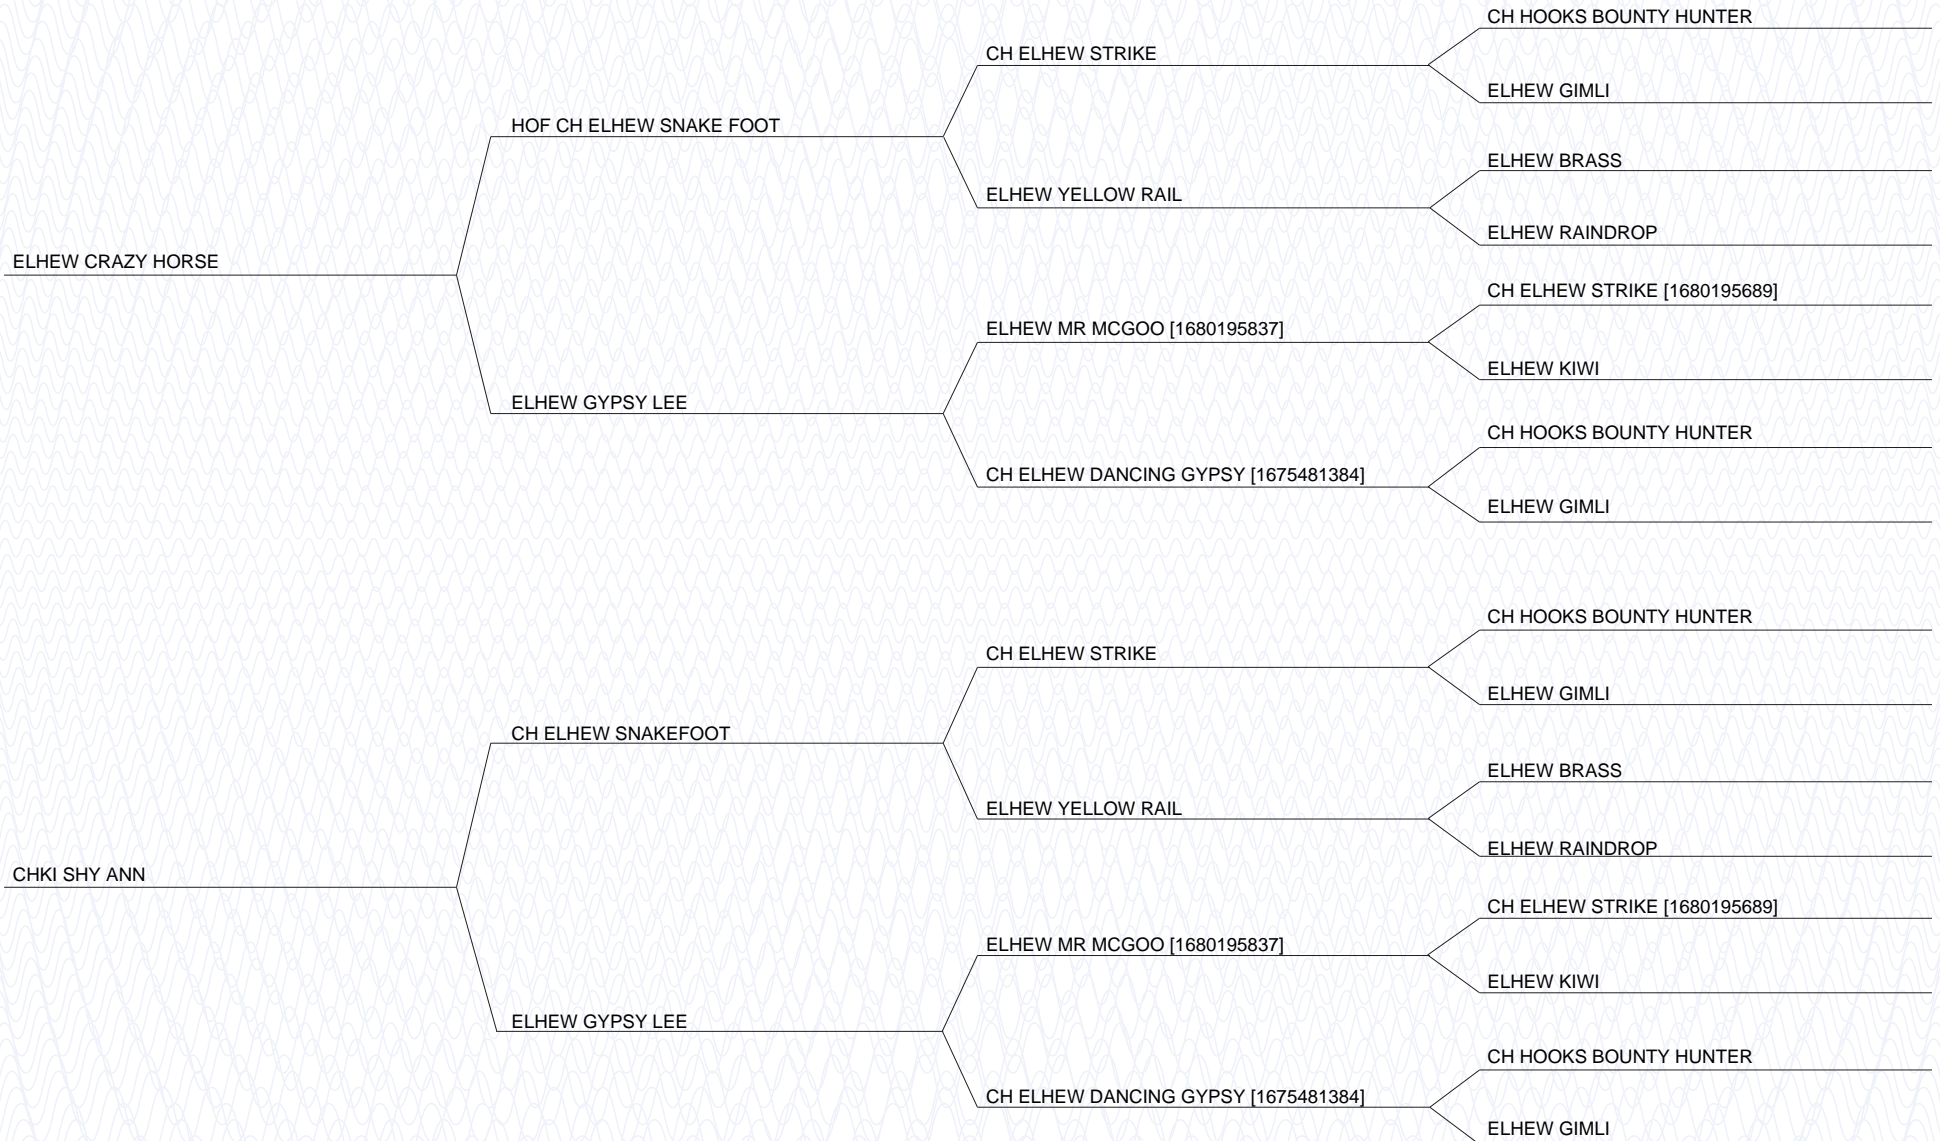 CH HOOKS BOUNTY HUNTER
CH ELHEW STRIKE
ELHEW GIMLI
HOF CH ELHEW SNAKE FOOT
ELHEW BRASS
ELHEW YELLOW RAIL
ELHEW RAINDROP
ELHEW CRAZY HORSE
CH ELHEW STRIKE [1680195689]
ELHEW MR MCGOO [1680195837]
ELHEW KIWI
ELHEW GYPSY LEE
CH HOOKS BOUNTY HUNTER
CH ELHEW DANCING GYPSY [1675481384]
ELHEW GIMLI
CH HOOKS BOUNTY HUNTER
CH ELHEW STRIKE
ELHEW GIMLI
CH ELHEW SNAKEFOOT
ELHEW BRASS
ELHEW YELLOW RAIL
ELHEW RAINDROP
CHKI SHY ANN
CH ELHEW STRIKE [1680195689]
ELHEW MR MCGOO [1680195837]
ELHEW KIWI
ELHEW GYPSY LEE
CH HOOKS BOUNTY HUNTER
CH ELHEW DANCING GYPSY [1675481384]
ELHEW GIMLI